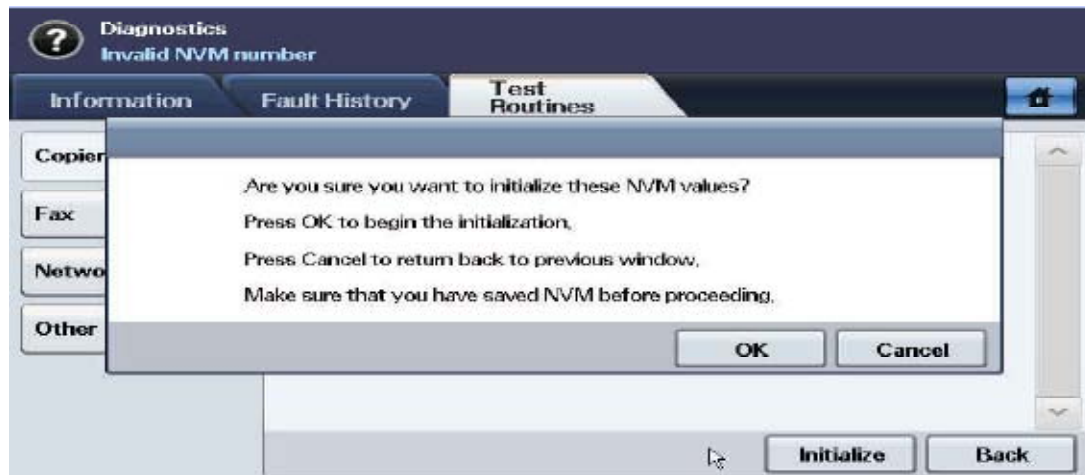 ?
Diagnostics
Invalid NVM number
Information
Fault History
Test
Routines
Copier
Fax
Netwo
Other
Are you sure you want to initialize these NVM values?
Press OK to begin the initialization.
Press Cancel to return back to previous window.
Make sure that you have saved NVM before proceeding.
OK
Cancel
Initialize
Back